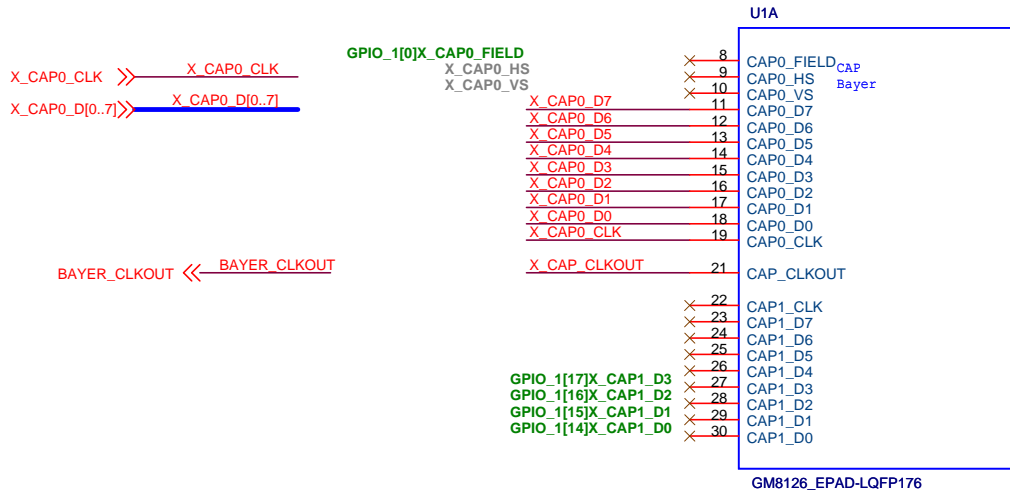 U1A
GPIO_1[0]X_CAP0_FIELD
X_CAP0_HS
X_CAP0_VS
X_CAP0_CLK X_CAP0_CLK
X_CAP0_D[0..7] X_CAP0_D[0..7]
8 CAP0_FIELD CAP
9 CAP0_HS Bayer
10 CAP0_VS
X_CAP0_D7 11 CAP0_D7
X_CAP0_D6 12 CAP0_D6
X_CAP0_D5 13 CAP0_D5
X_CAP0_D4 14 CAP0_D4
X_CAP0_D3 15 CAP0_D3
X_CAP0_D2 16 CAP0_D2
X_CAP0_D1 17 CAP0_D1
X_CAP0_D0 18 CAP0_D0
X_CAP0_CLK 19 CAP0_CLK
BAYER_CLKOUT BAYER_CLKOUT
X_CAP_CLKOUT 21 CAP_CLKOUT
22 CAP1_CLK
23 CAP1_D7
24 CAP1_D6
25 CAP1_D5
26 CAP1_D4
GPIO_1[17]X_CAP1_D3 27 CAP1_D3
GPIO_1[16]X_CAP1_D2 28 CAP1_D2
GPIO_1[15]X_CAP1_D1 29 CAP1_D1
GPIO_1[14]X_CAP1_D0 30 CAP1_D0
GM8126_EPAD-LQFP176